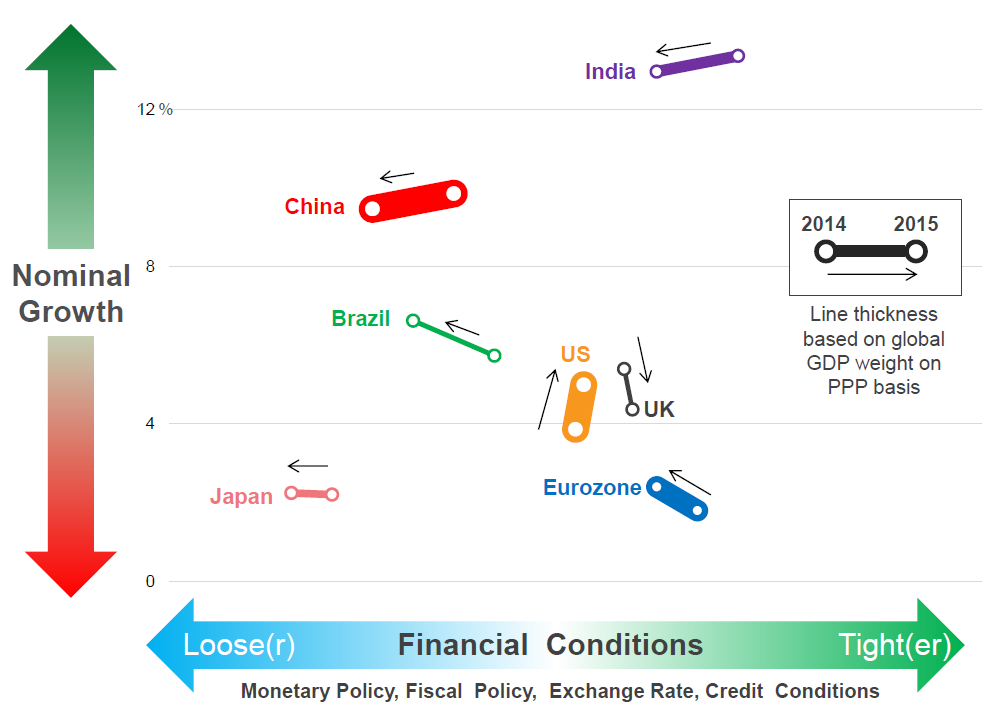 India
12 %
China
2014 2015
8
Nominal
Growth
Line thickness
based on global
GDP weight on
PPP basis
Brazil
US
UK
4
Eurozone
Japan
0
Loose(r) Financial Conditions Tight(er)
Monetary Policy, Fiscal Policy, Exchange Rate, Credit Conditions